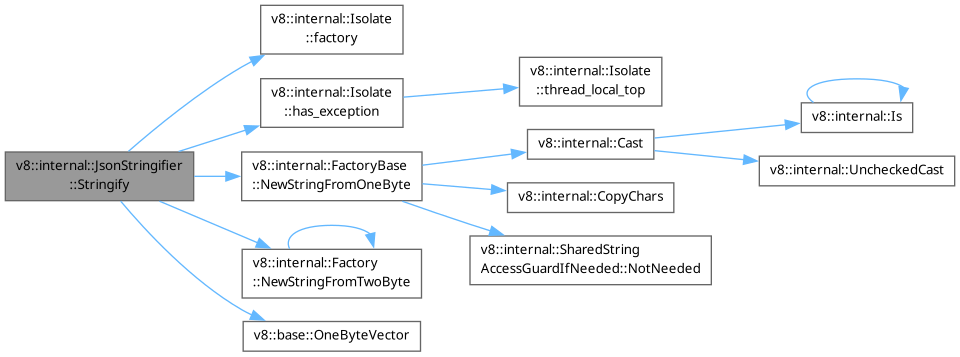 v8::internal::JsonStringifier
::Stringify
v8::internal::Isolate
::factory
v8::internal::Isolate
::has_exception
v8::internal::Isolate
::thread_local_top
v8::internal::FactoryBase
::NewStringFromOneByte
v8::internal::Cast
v8::internal::Is
v8::internal::UncheckedCast
v8::internal::CopyChars
v8::internal::SharedString
AccessGuardIfNeeded::NotNeeded
v8::internal::Factory
::NewStringFromTwoByte
v8::base::OneByteVector